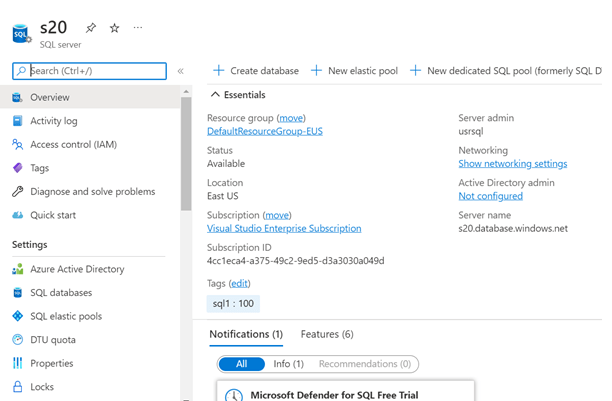 s20
SQL server
Search (Ctrl+/)
Overview
Activity log
Access control (IAM)
Tags
Diagnose and solve problems
Quick start
Settings
Azure Active Directory
SQL databases
SQL elastic pools
DTU quota
Properties
Locks
Create database
New elastic pool
New dedicated SQL pool (formerly SQL D
Essentials
Resource group (move)
DefaultResourceGroup-EUS
Status
Available
Location
East US
Subscription (move)
Visual Studio Enterprise Subscription
Subscription ID
4cc1eca4-a375-49c2-9ed5-d3a3030a049d
Tags (edit)
sql1 : 100
Server admin
usrsql
Networking
Show networking settings
Active Directory admin
Not configured
Server name
s20.database.windows.net
Notifications (1)
Features (6)
All
Info (1)
Recommendations (0)
Microsoft Defender for SQL Free Trial